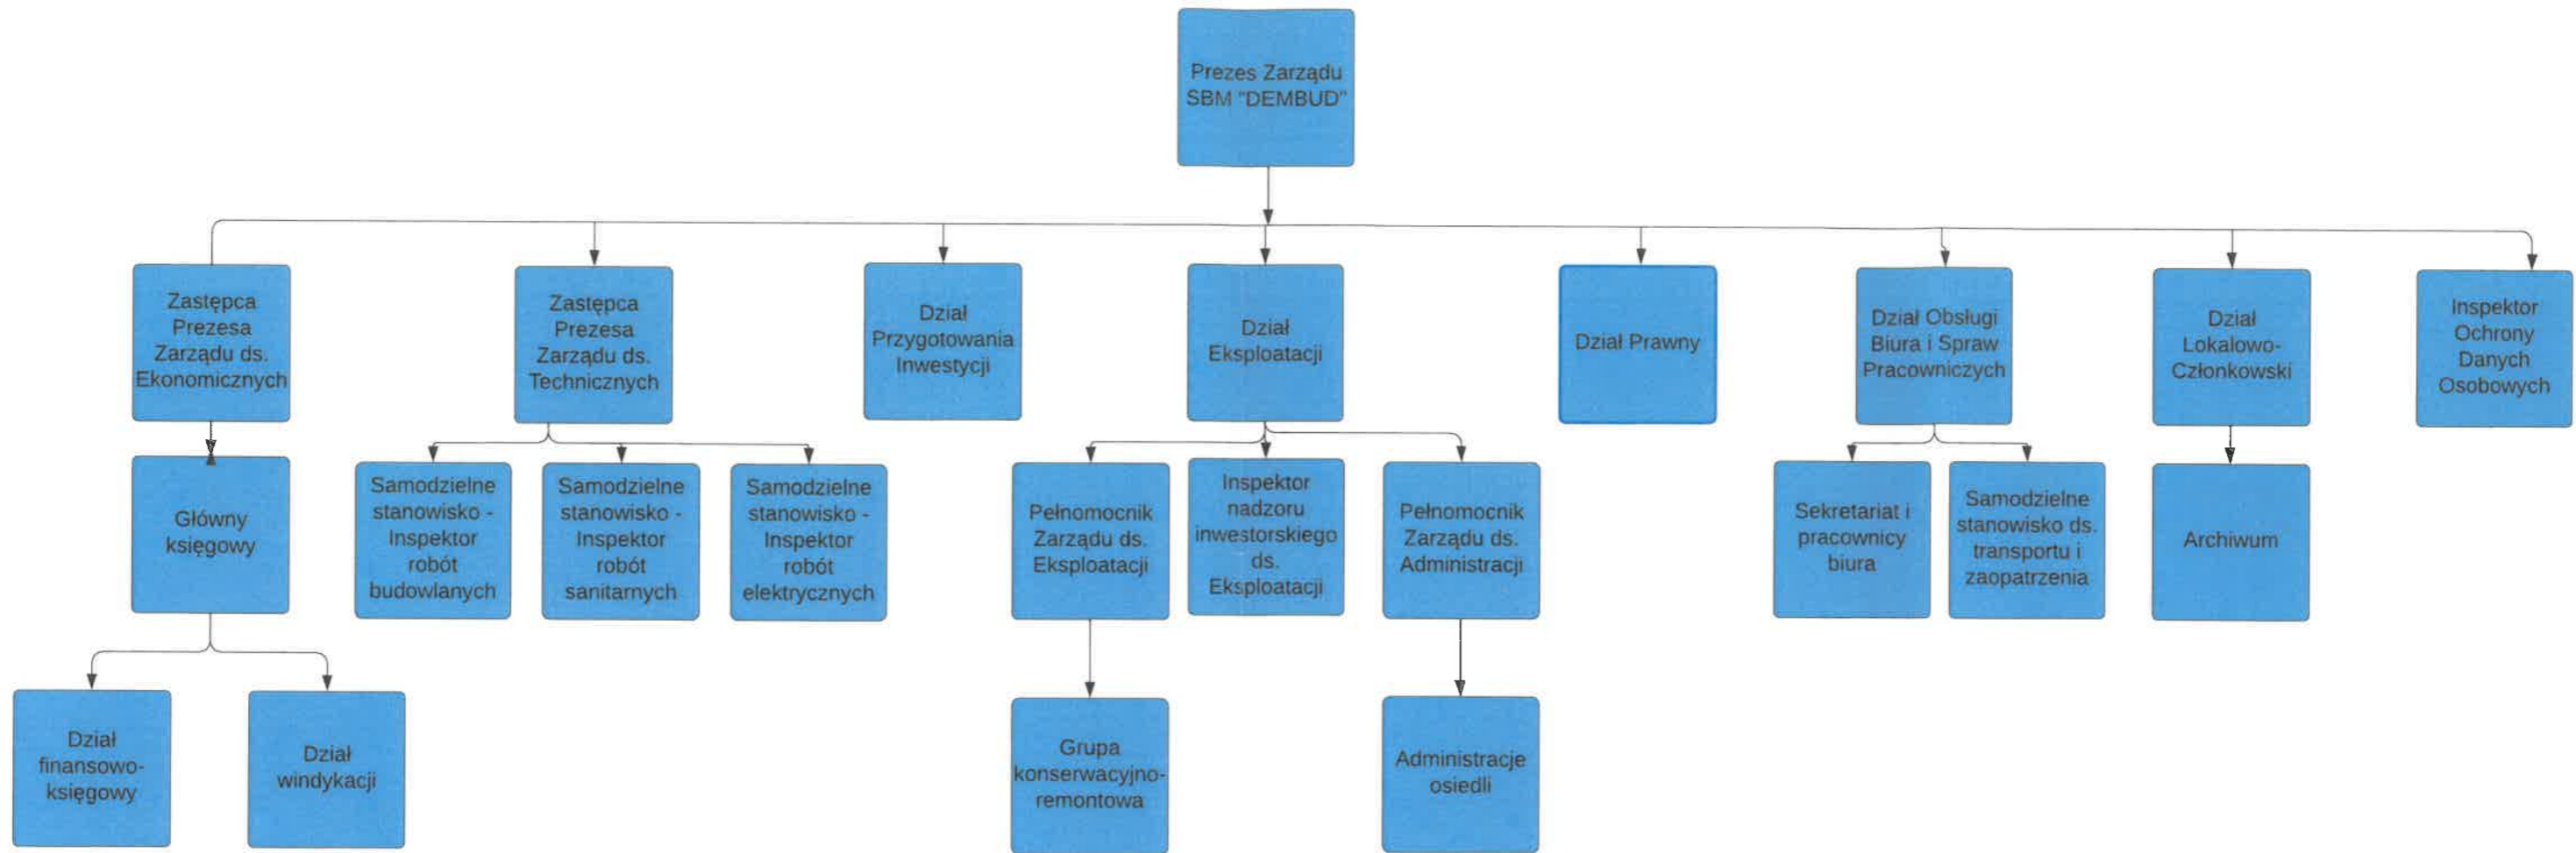 Prezes Zarządu
SBM "DEMBUD"
Zastępca
Prezesa
Zarządu ds.
Ekonomicznych
Zastępca
Prezesa
Zarządu ds.
Technicznych
Dział
Przygotowania
Inwestycji
Dział
Eksploatacji
Dział Prawny
Dział Obsługi
Biura i Spraw
Pracowniczych
Dział
Lokalowo-
Członkowski
Inspektor
Ochrony
Danych
Osobowych
Główny
księgowy
Samodzielne
stanowisko -
Inspektor
robót
budowlanych
Samodzielne
stanowisko -
Inspektor
robót
sanitarnych
Samodzielne
stanowisko -
Inspektor
robót
elektrycznych
Pełnomocnik
Zarządu ds.
Eksploatacji
Inspektor
nadzoru
inwestorskiego
ds.
Eksploatacji
Pełnomocnik
Zarządu ds.
Administracji
Sekretariat i
pracownicy
biura
Samodzielne
stanowisko ds.
transportu i
zaopatrzenia
Archiwum
Dział
finansowo-
księgowy
Dział
windykacji
Grupa
konserwacyjno-
remontowa
Administracje
osiedli